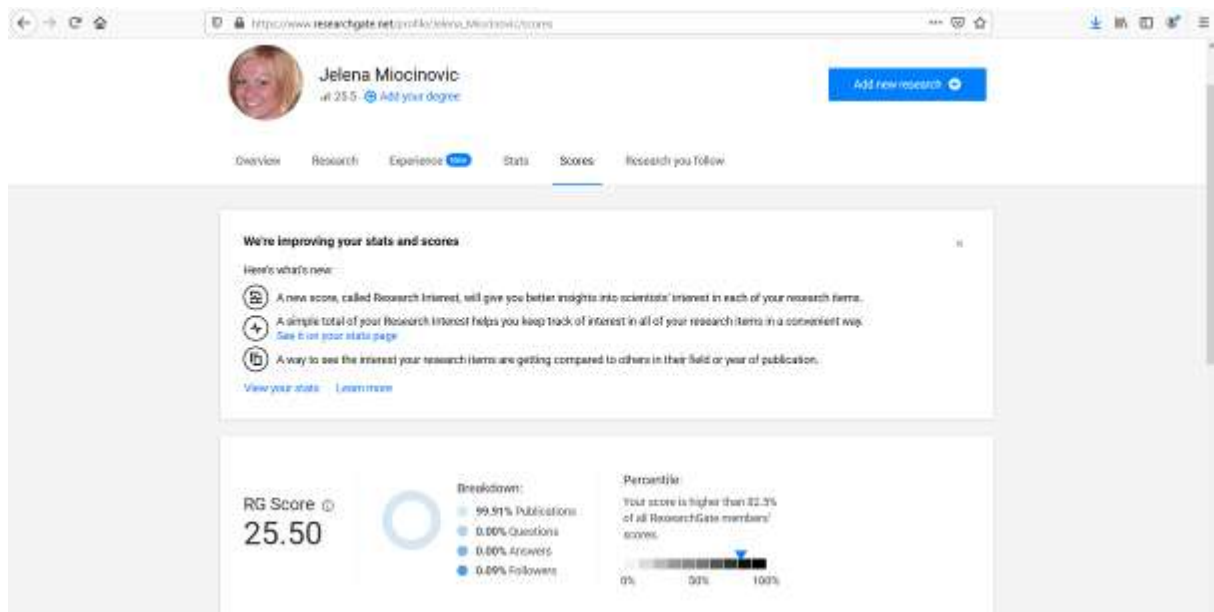 https://www.researchgate.net/profile/Jelena_Miocinovic/scores
Jelena Miocinovic
25.5 Add your degree
Add new research
Overview Research Experience New Stats Scores Research you follow
We're improving your stats and scores
Here's what's new:
A new score, called Research Interest, will give you better insights into scientists' interest in each of your research items.
A simple total of your Research Interest helps you keep track of interest in all of your research items in a convenient way.
See it on your stats page
A way to see the interest your research items are getting compared to others in their field or year of publication.
View your stats Learn more
RG Score
25.50
Breakdown:
99.91% Publications
0.00% Questions
0.00% Answers
0.09% Followers
Percentile:
Your score is higher than 82.5%
of all ResearchGate members'
scores.
0% 50% 100%